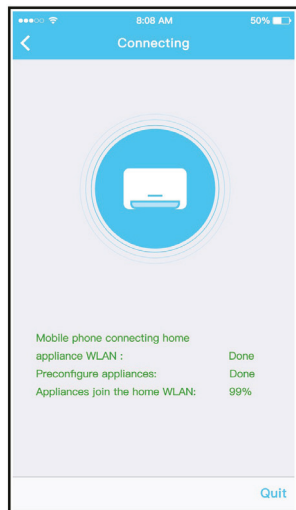 8:08 AM 50%
Connecting
Mobile phone connecting home
appliance WLAN : Done
Preconfigure appliances: Done
Appliances join the home WLAN: 99%
Quit